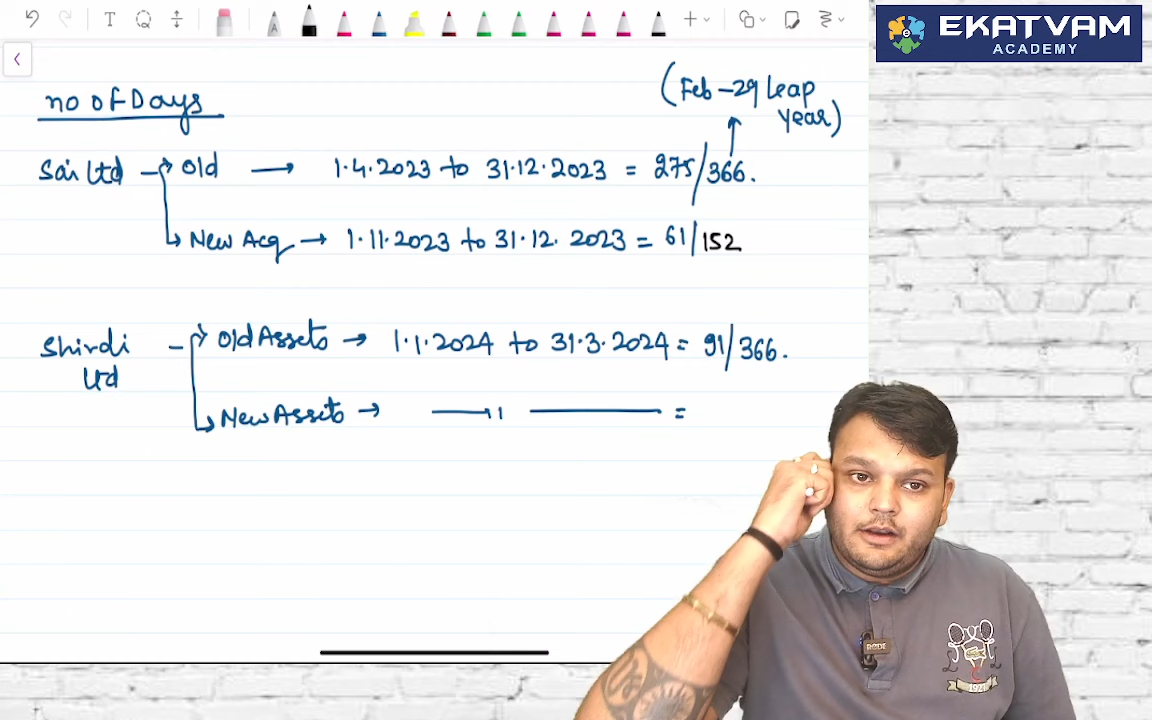 EKATVAM
ACADEMY
no of Days
(Feb-29 Leap
Year)
Sai Ltd → Old → 1.4.2023 to 31.12.2023 = 275/366.
New Acq → 1.11.2023 to 31.12.2023 = 61/152
Shirdi
Ltd
Old Assets → 1.1.2024 to 31.3.2024 = 91/366.
New Assets → —〃— =